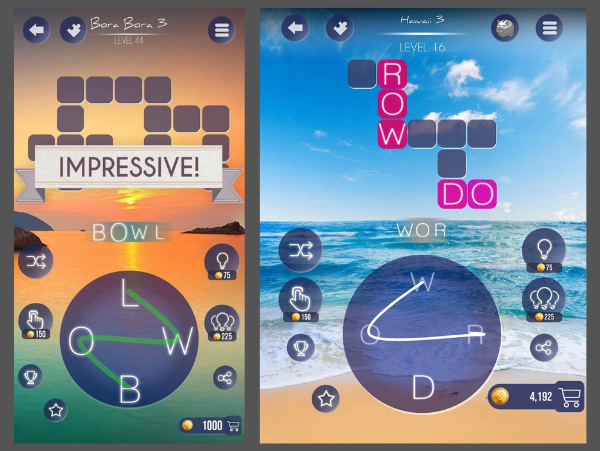 Bora Bora 3
LEVEL 44
IMPRESSIVE!
BOWL
75
150
225
L
O
W
B
1000
Hawaii 3
LEVEL 16
R
O
W
DO
WOR
75
150
225
W
O
R
D
4,192